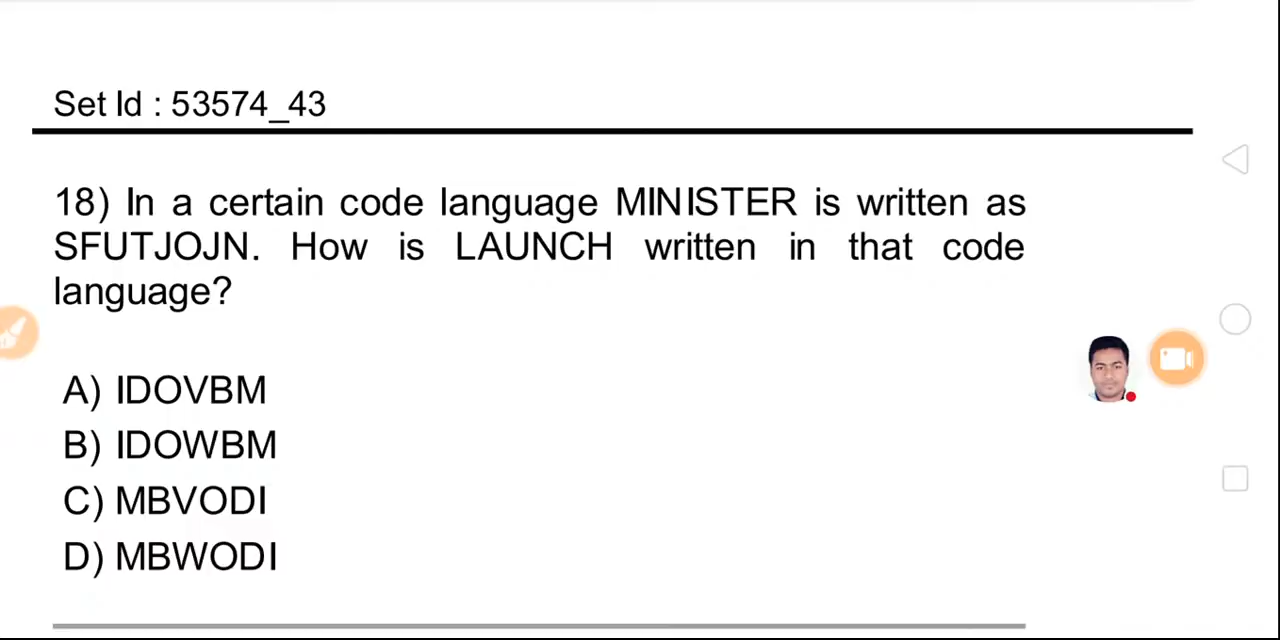 Set Id : 53574_43
18) In a certain code language MINISTER is written as
SFUTJOJN. How is LAUNCH written in that code
language?
A) IDOVBM
B) IDOWBM
C) MBVODI
D) MBWODI